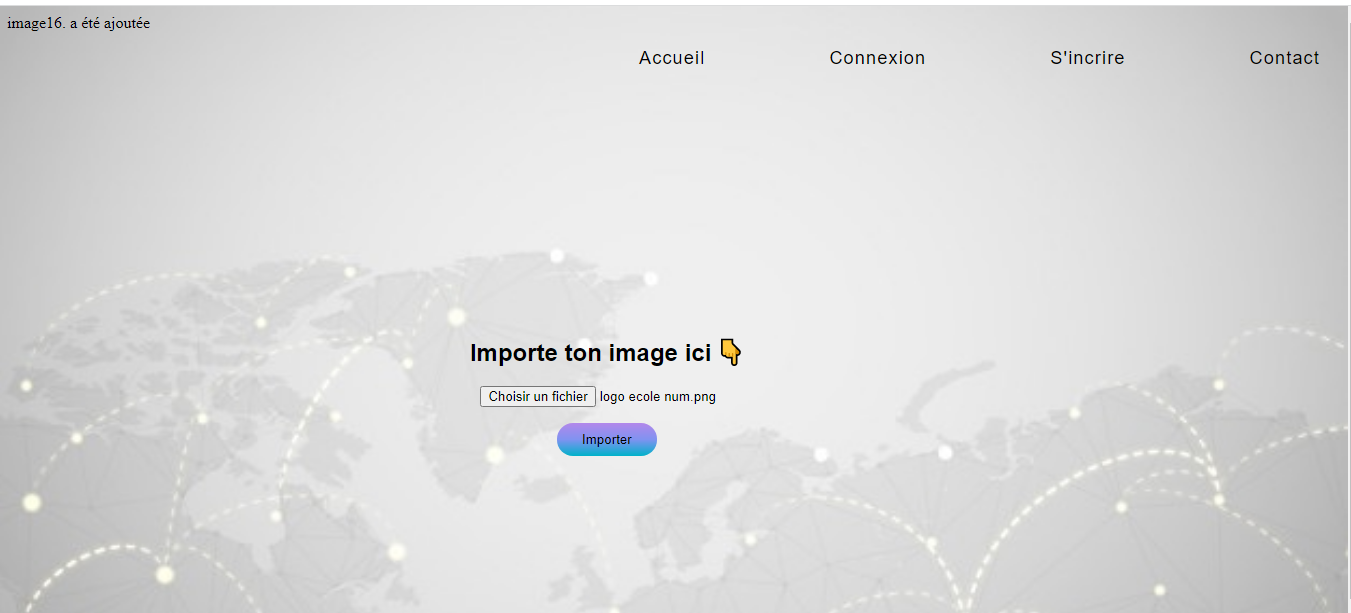 image16. a été ajoutée
Accueil Connexion S'incrire Contact
Importe ton image ici 👇
Choisir un fichier logo ecole num.png
Importer